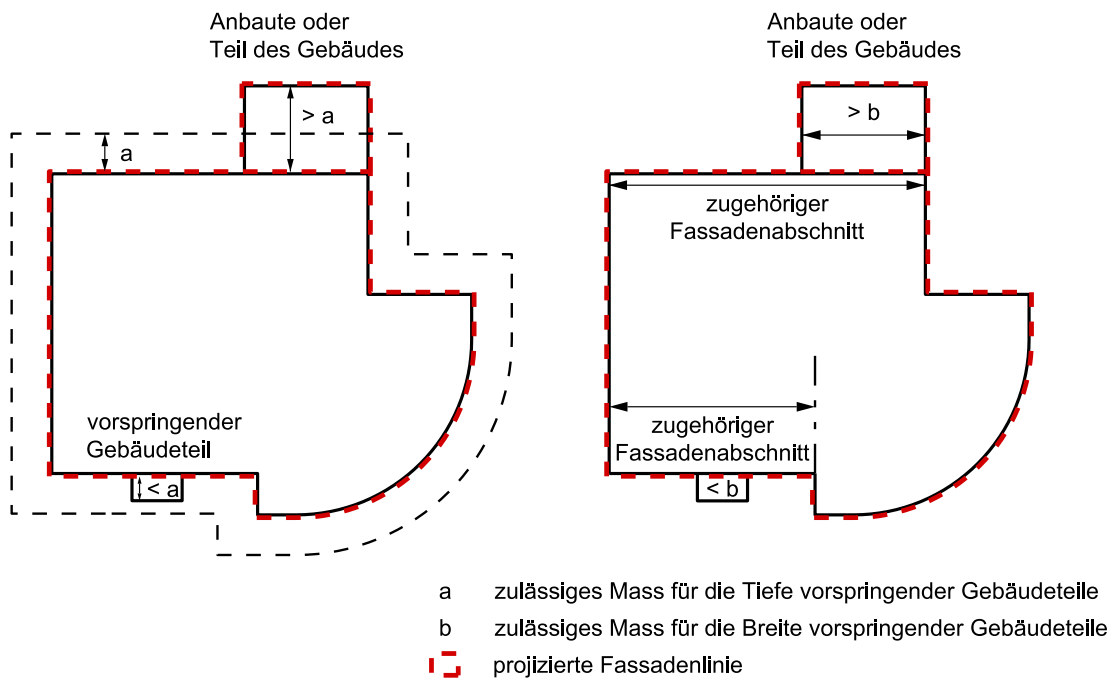 Anbaute oder
Teil des Gebäudes
> a
a
vorspringender
Gebäudeteil
< a
Anbaute oder
Teil des Gebäudes
> b
zugehöriger
Fassadenabschnitt
zugehöriger
Fassadenabschnitt
< b
a zulässiges Mass für die Tiefe vorspringender Gebäudeteile
b zulässiges Mass für die Breite vorspringender Gebäudeteile
projizierte Fassadenlinie